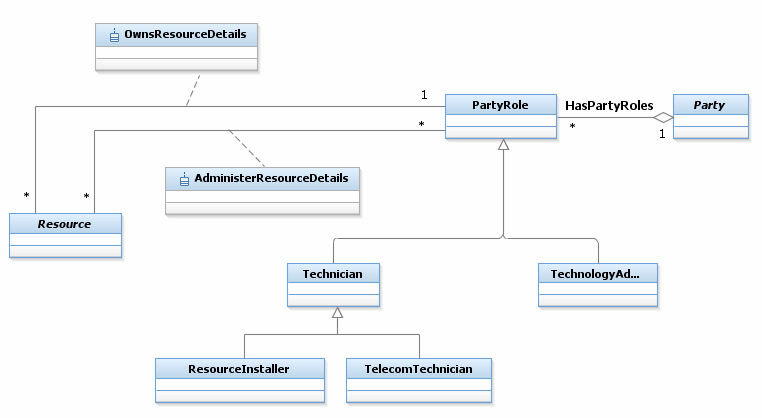 OwnsResourceDetails
1
PartyRole
HasPartyRoles
Party
*
*
1
AdministerResourceDetails
*
*
Resource
Technician
TechnologyAd...
ResourceInstaller
TelecomTechnician